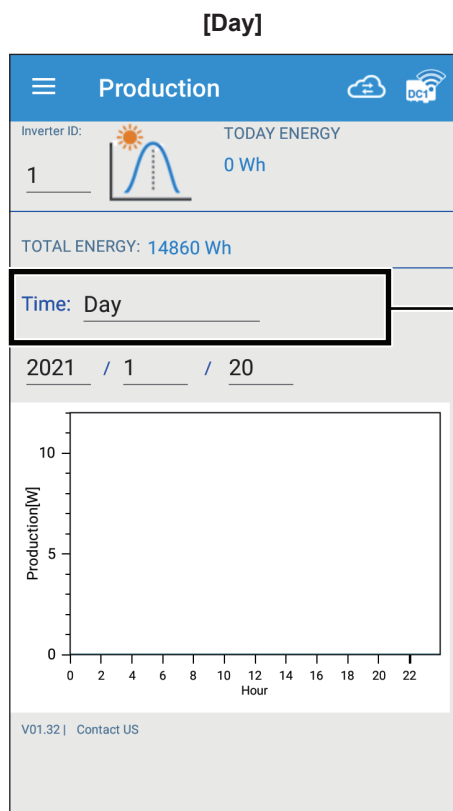 [Day]
Production
DC1
Inverter ID:
TODAY ENERGY
1
0 Wh
TOTAL ENERGY: 14860 Wh
Time: Day
2021 / 1 / 20
Production[W]
10
5
0
0 2 4 6 8 10 12 14 16 18 20 22
Hour
V01.32 | Contact US